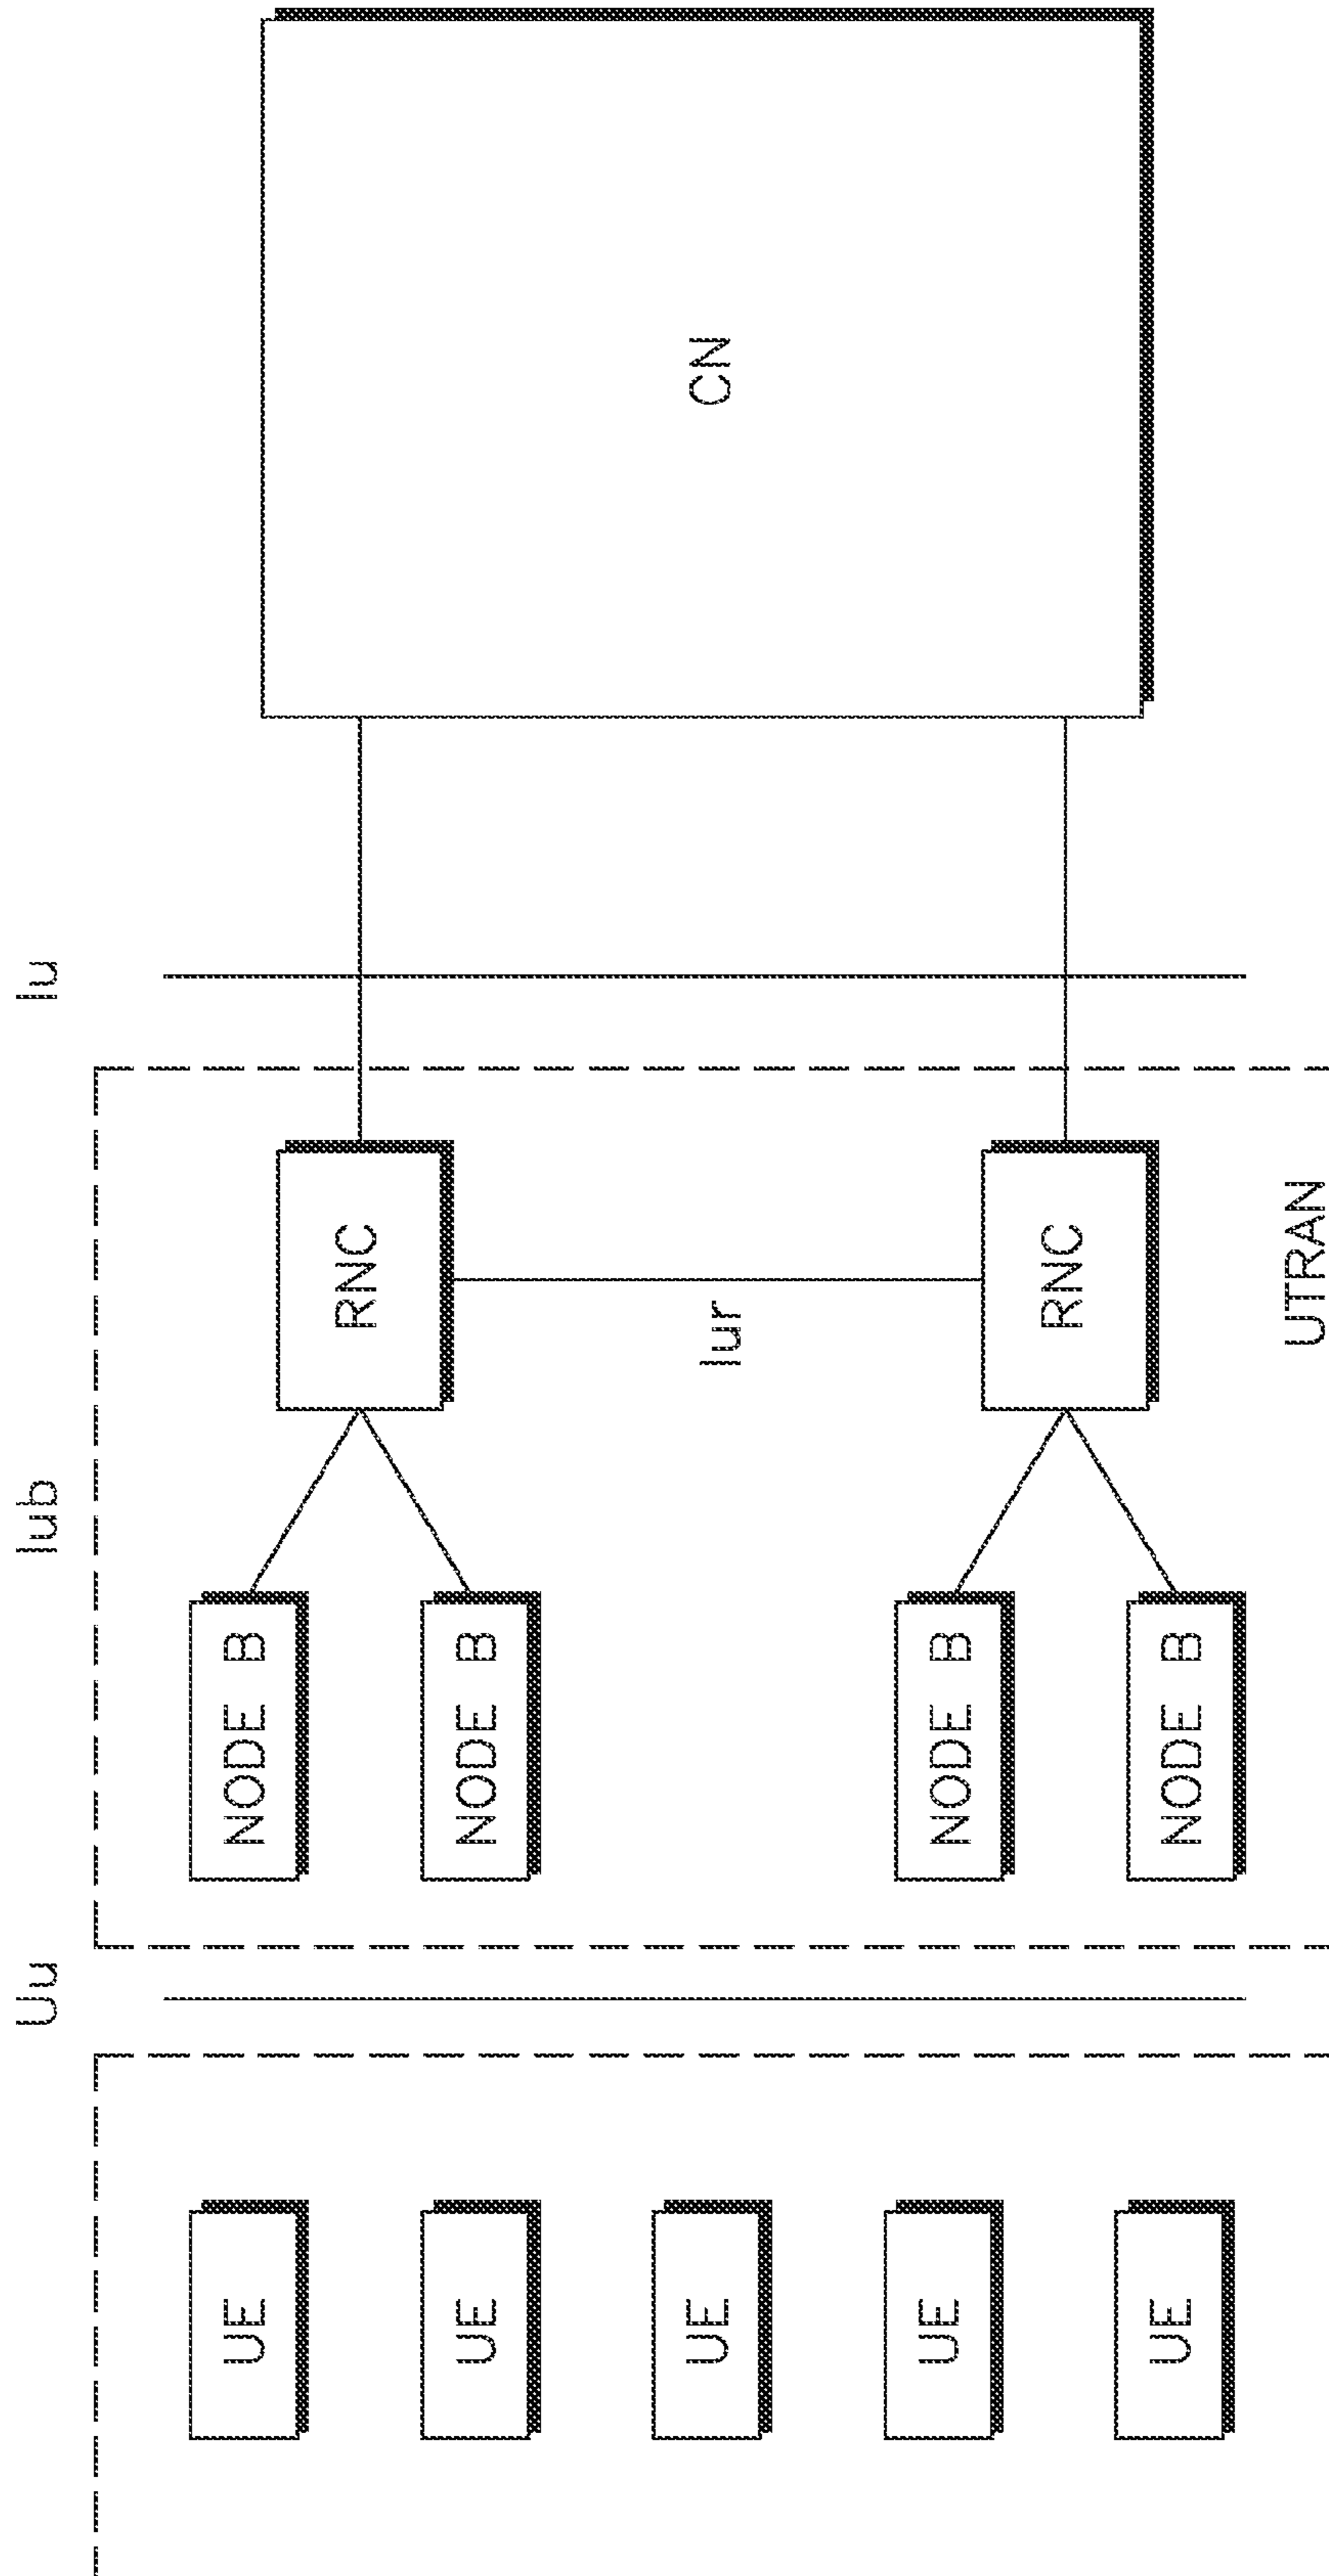 Uu
Iub
Iu
UE
NODE B
RNC
UE
NODE B
UE
Iur
CN
UE
NODE B
RNC
UE
NODE B
UTRAN